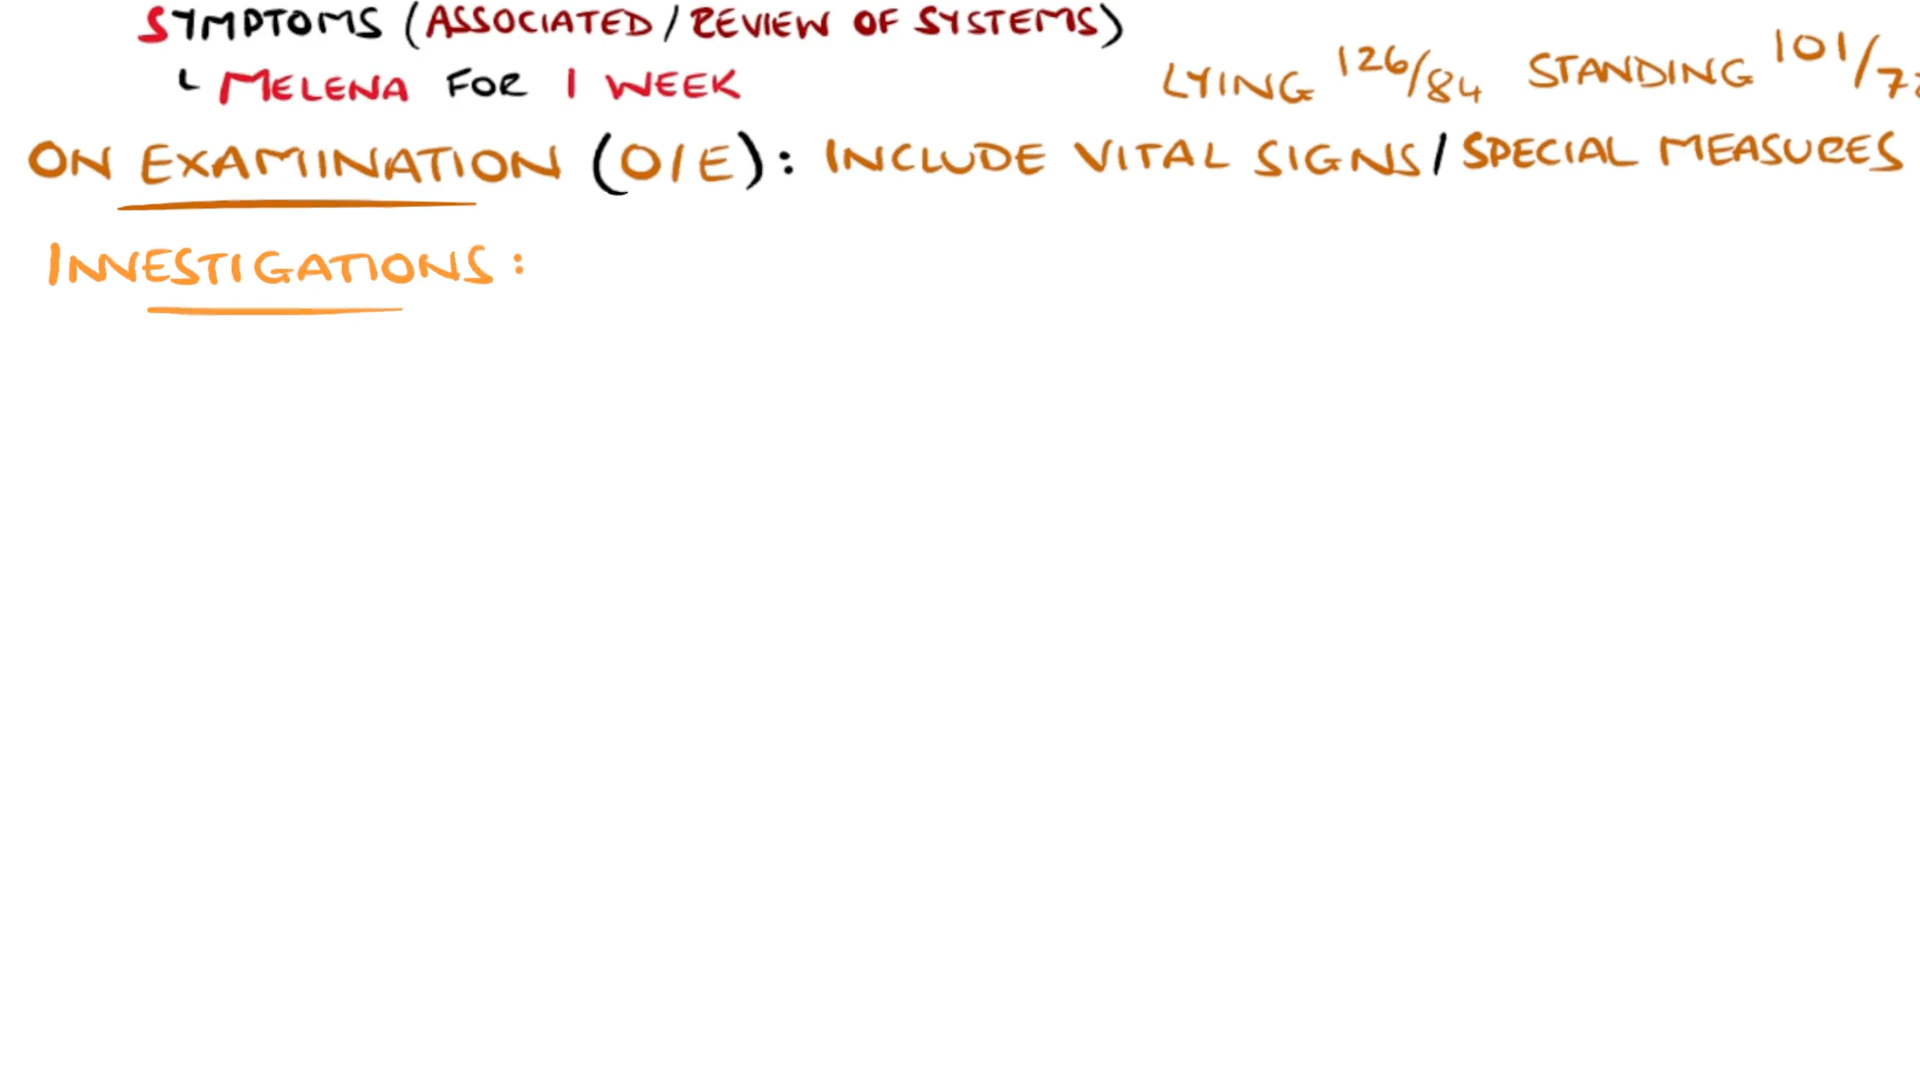 SYMPTOMS (ASSOCIATED/REVIEW OF SYSTEMS)
└ MELENA FOR 1 WEEK
LYING 126/84 STANDING 101/
ON EXAMINATION (O/E): INCLUDE VITAL SIGNS/SPECIAL MEASURES
INVESTIGATIONS: